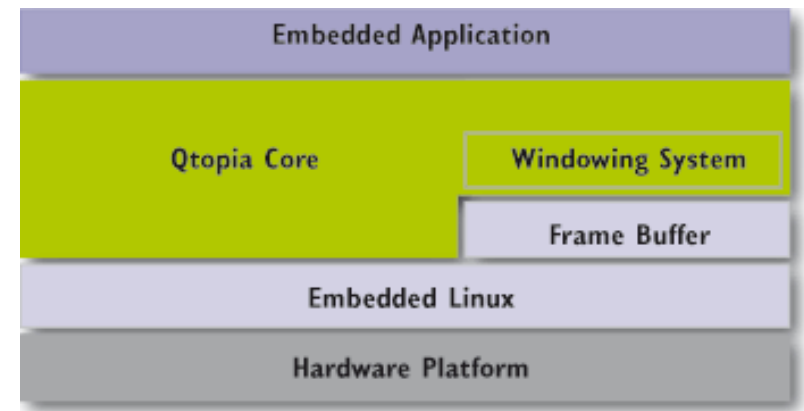 Embedded Application
Qtopia Core
Windowing System
Frame Buffer
Embedded Linux
Hardware Platform